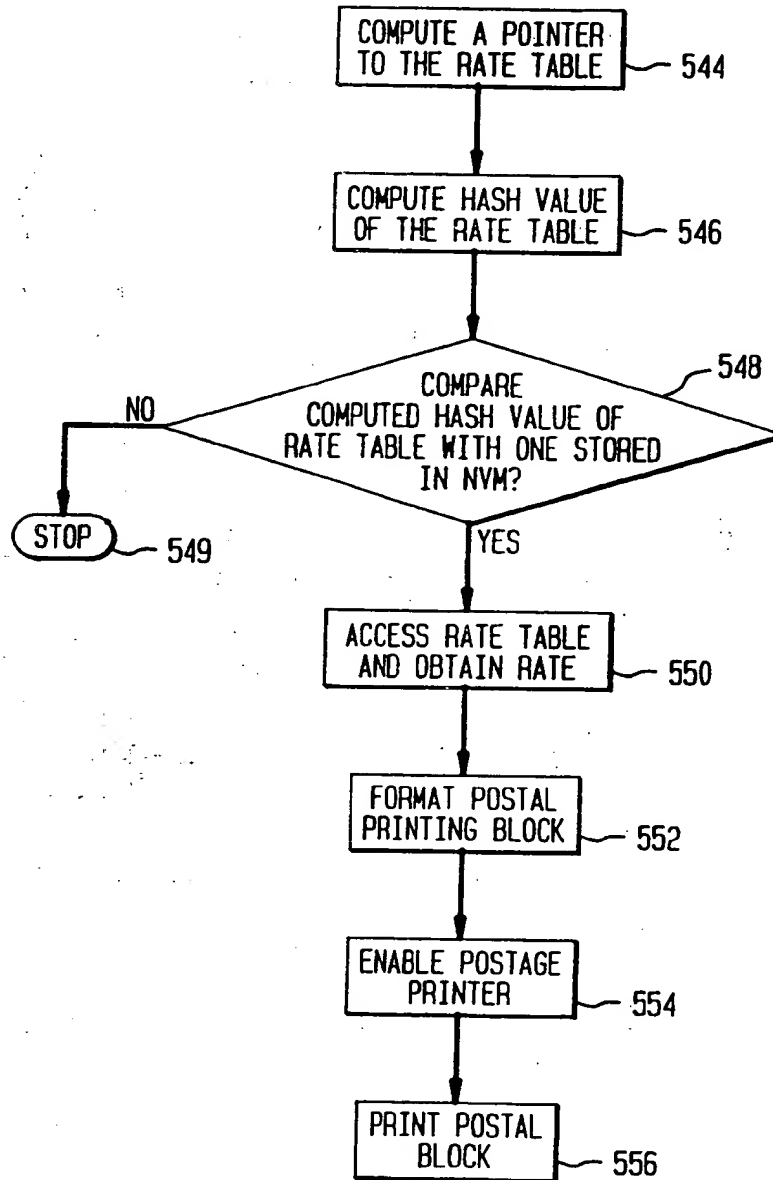 COMPUTE A POINTER
TO THE RATE TABLE
544
COMPUTE HASH VALUE
OF THE RATE TABLE
546
COMPARE
COMPUTED HASH VALUE OF
RATE TABLE WITH ONE STORED
IN NVM?
548
NO
STOP
549
YES
ACCESS RATE TABLE
AND OBTAIN RATE
550
FORMAT POSTAL
PRINTING BLOCK
552
ENABLE POSTAGE
PRINTER
554
PRINT POSTAL
BLOCK
556